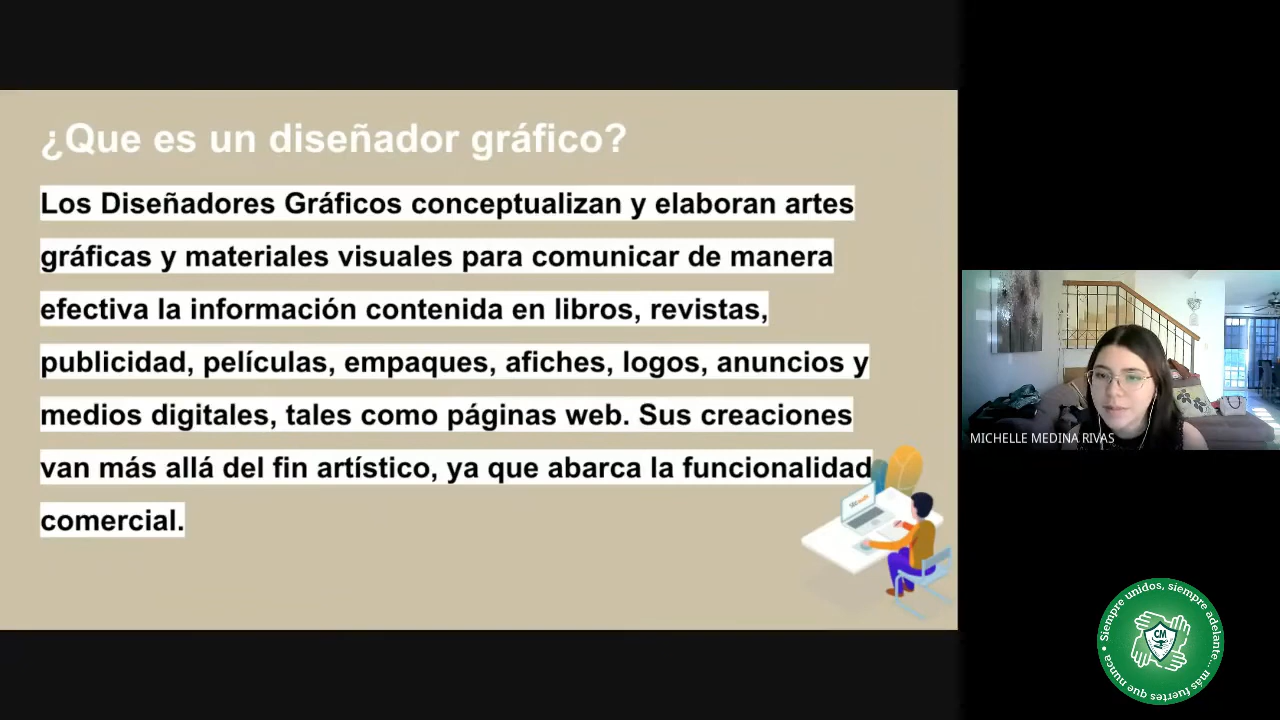 ¿Que es un diseñador gráfico?
Los Diseñadores Gráficos conceptualizan y elaboran artes
gráficas y materiales visuales para comunicar de manera
efectiva la información contenida en libros, revistas,
publicidad, películas, empaques, afiches, logos, anuncios y
medios digitales, tales como páginas web. Sus creaciones
van más allá del fin artístico, ya que abarca la funcionalidad
comercial.
MICHELLE MEDINA RIVAS
Siempre unidos, siempre adelante... más fuertes que nunca •
CM